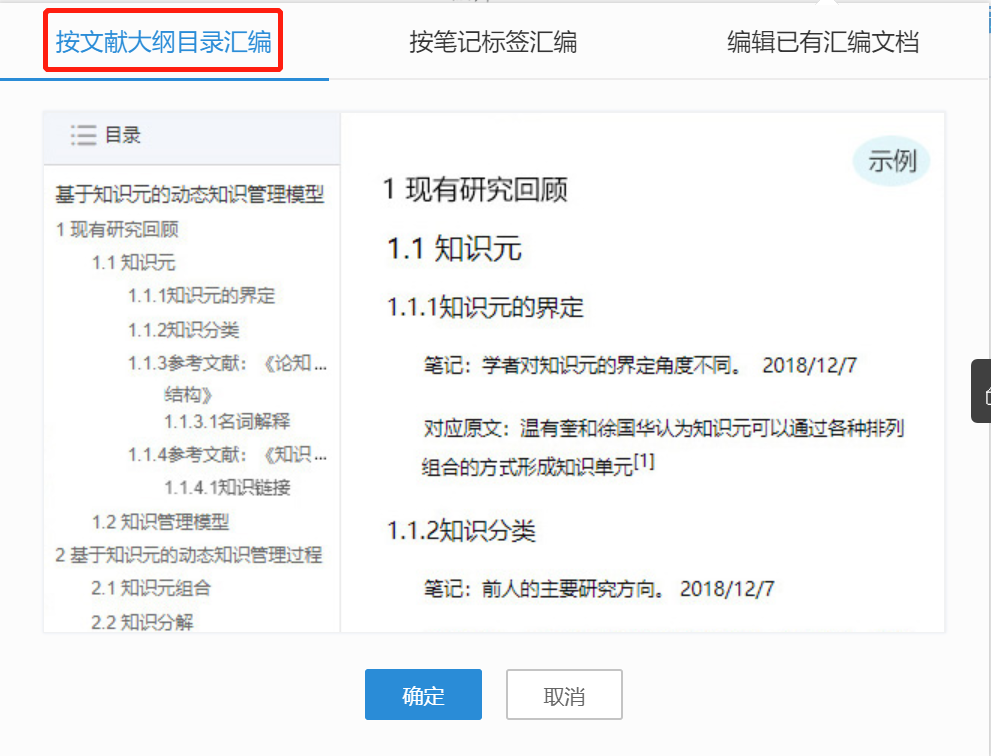 按文献大纲目录汇编
按笔记标签汇编
编辑已有汇编文档
目录
基于知识元的动态知识管理模型
1 现有研究回顾
1.1 知识元
1.1.1知识元的界定
1.1.2知识分类
1.1.3参考文献：《论知...
结构》
1.1.3.1名词解释
1.1.4参考文献：《知识...
1.1.4.1知识链接
1.2 知识管理模型
2 基于知识元的动态知识管理过程
2.1 知识元组合
2.2 知识分解
示例
1 现有研究回顾
1.1 知识元
1.1.1知识元的界定
笔记：学者对知识元的界定角度不同。 2018/12/7
对应原文：温有奎和徐国华认为知识元可以通过各种排列
组合的方式形成知识单元[1]
1.1.2知识分类
笔记：前人的主要研究方向。 2018/12/7
确定
取消